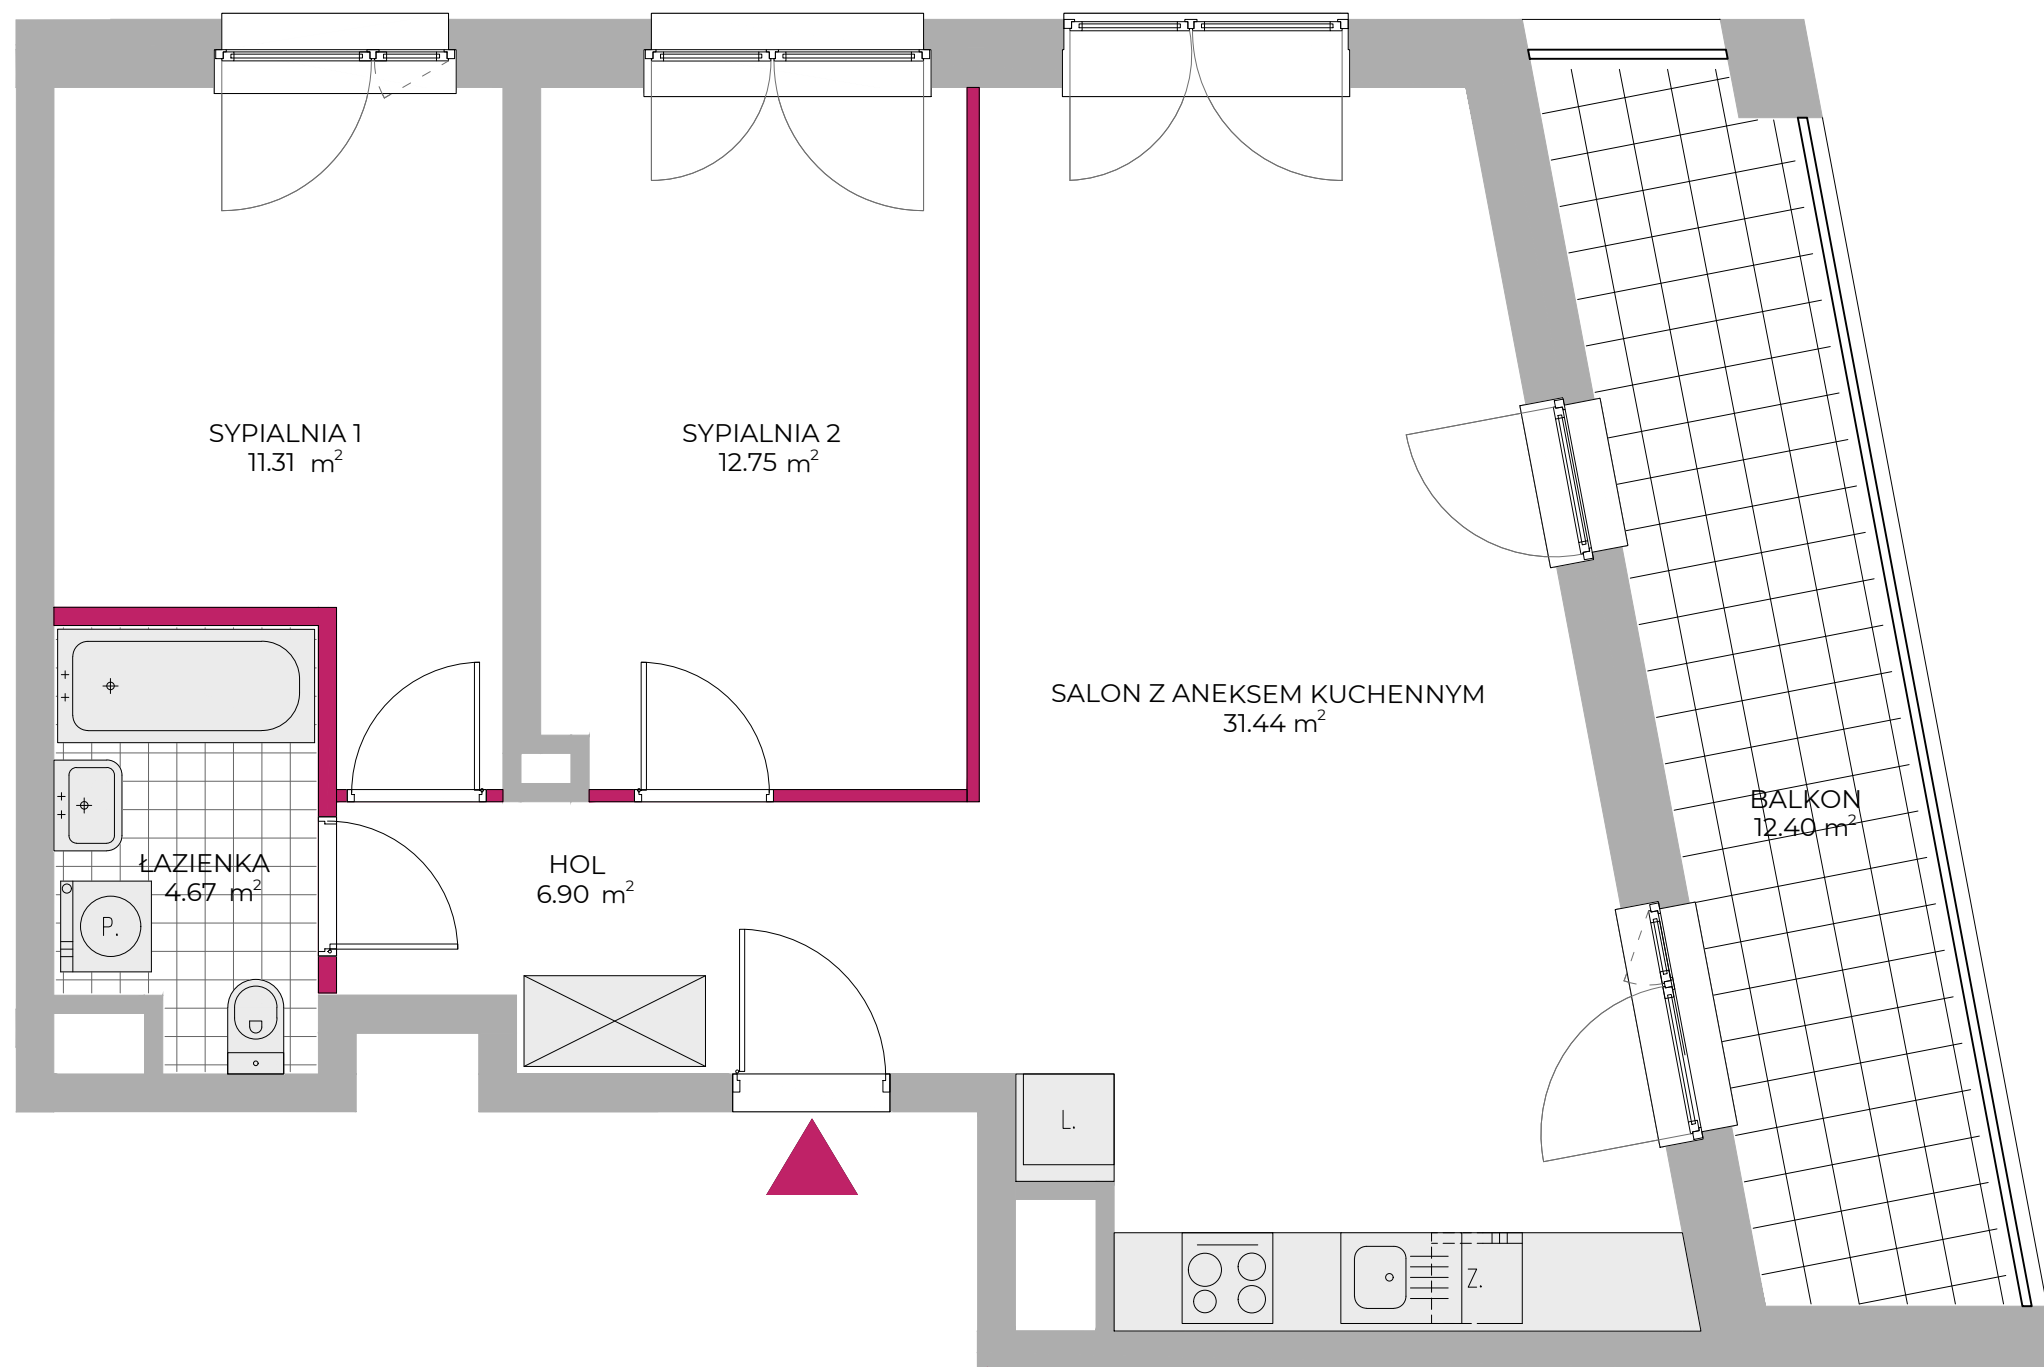 SYPIALNIA 1
11.31 m²
SYPIALNIA 2
12.75 m²
SALON Z ANEKSEM KUCHENNYM
31.44 m²
BALKON
12.40 m²
ŁAZIENKA
4.67 m²
HOL
6.90 m²
P.
L.
Z.